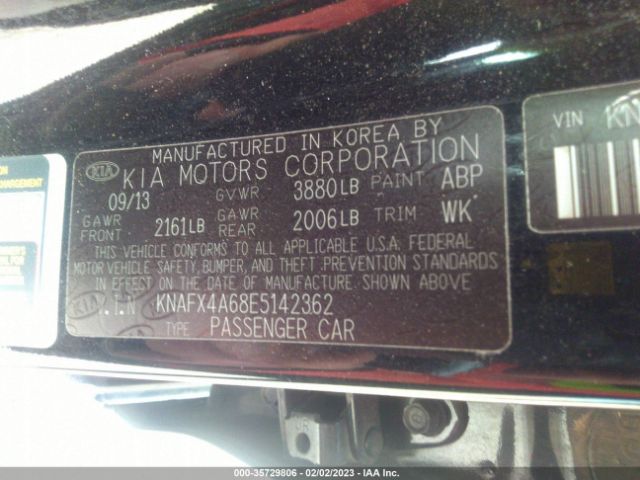 MANUFACTURED IN KOREA BY
KIA KIA MOTORS CORPORATION
09/13 GVWR 3880LB PAINT ABP
GAWR FRONT 2161LB GAWR REAR 2006LB TRIM WK
THIS VEHICLE CONFORMS TO ALL APPLICABLE U.S.A. FEDERAL
MOTOR VEHICLE SAFETY, BUMPER, AND THEFT PREVENTION STANDARDS
IN EFFECT ON THE DATE OF MANUFACTURE SHOWN ABOVE
KNAFX4A68E5142362
TYPE PASSENGER CAR
VIN KN
000-35729806 - 02/02/2023 - IAA Inc.